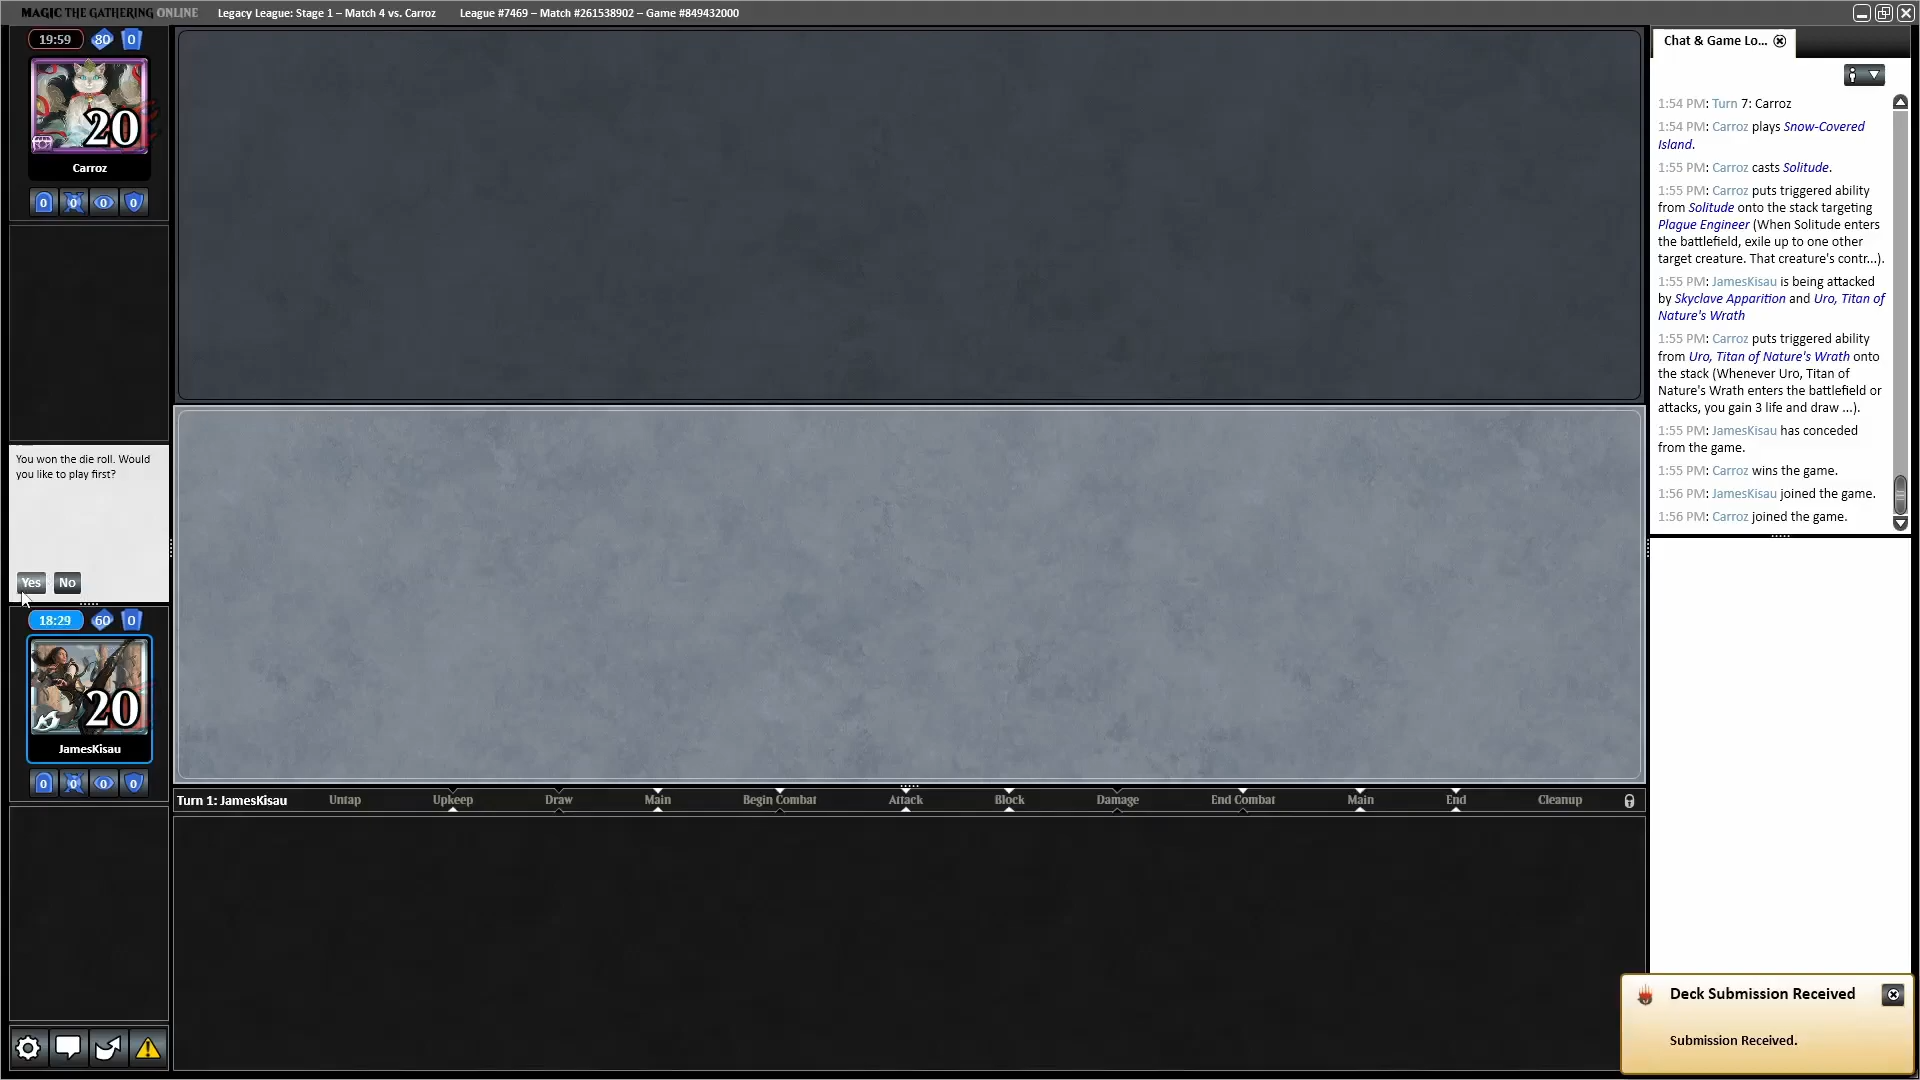 MAGIC THE GATHERING ONLINE Legacy League: Stage 1 – Match 4 vs. Carroz League #7469 – Match #261538902 – Game #849432000
19:59 80 0
20
Carroz
0 0 0 0
You won the die roll. Would
you like to play first?
Yes No
18:29 60 0
20
JamesKisau
0 0 0 0
Turn 1: JamesKisau Untap Upkeep Draw Main Begin Combat Attack Block Damage End Combat Main End Cleanup
Chat & Game Lo...
1:54 PM: Turn 7: Carroz
1:54 PM: Carroz plays Snow-Covered
Island.
1:55 PM: Carroz casts Solitude.
1:55 PM: Carroz puts triggered ability
from Solitude onto the stack targeting
Plague Engineer (When Solitude enters
the battlefield, exile up to one other
target creature. That creature's contr...).
1:55 PM: JamesKisau is being attacked
by Skyclave Apparition and Uro, Titan of
Nature's Wrath
1:55 PM: Carroz puts triggered ability
from Uro, Titan of Nature's Wrath onto
the stack (Whenever Uro, Titan of
Nature's Wrath enters the battlefield or
attacks, you gain 3 life and draw ...).
1:55 PM: JamesKisau has conceded
from the game.
1:55 PM: Carroz wins the game.
1:56 PM: JamesKisau joined the game.
1:56 PM: Carroz joined the game.
Deck Submission Received
Submission Received.